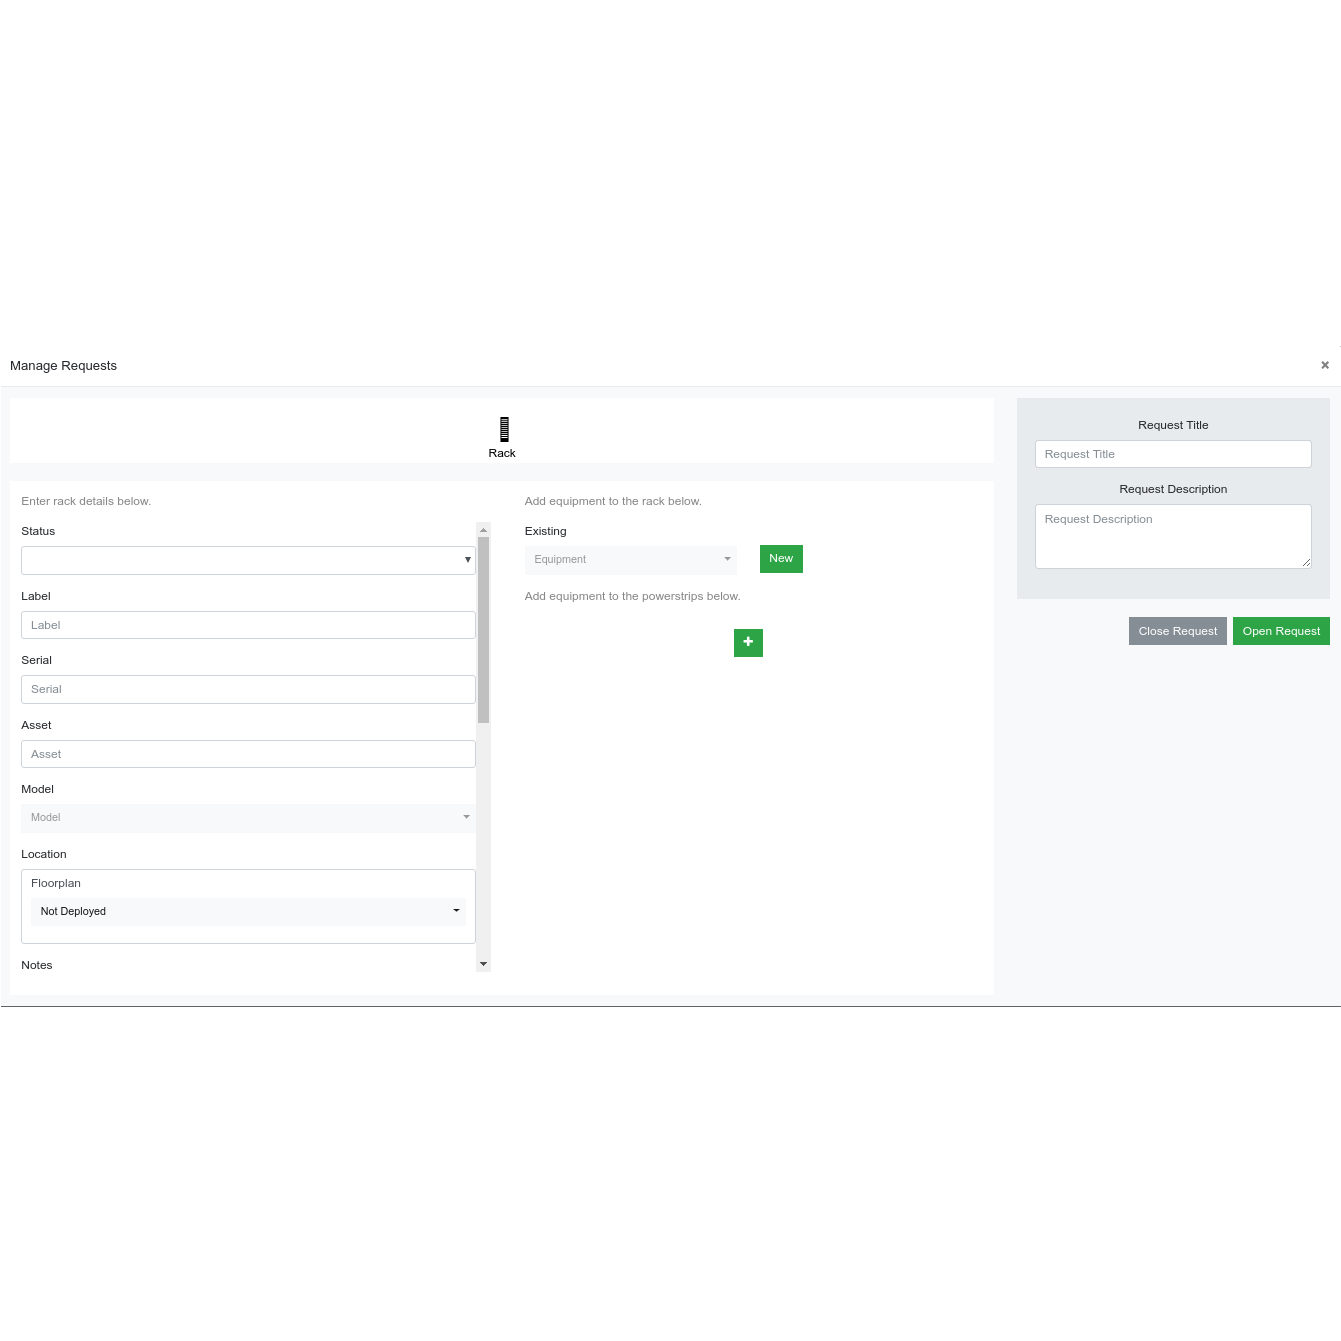 Manage Requests
×
Rack
Enter rack details below.
Status
Label
Label
Serial
Serial
Asset
Asset
Model
Model
Location
Floorplan
Not Deployed
Notes
Add equipment to the rack below.
Existing
Equipment
New
Add equipment to the powerstrips below.
+
Request Title
Request Title
Request Description
Request Description
Close Request
Open Request